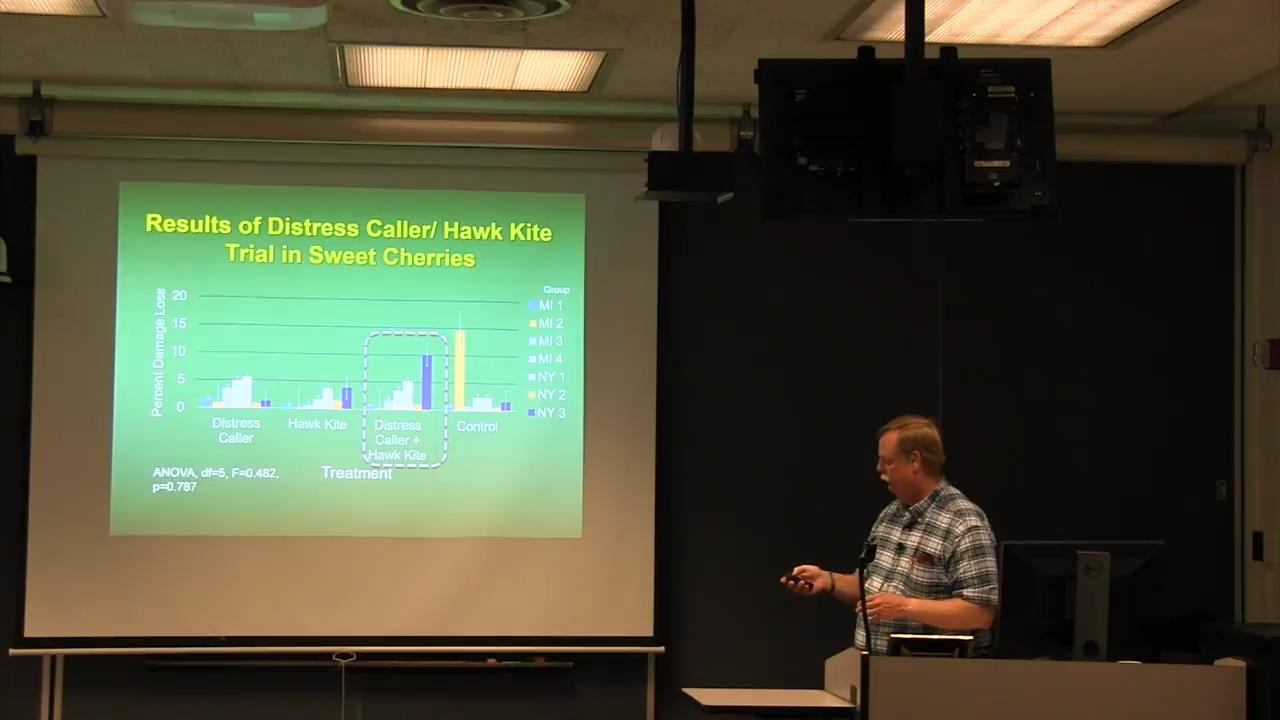 Results of Distress Caller/ Hawk Kite
Trial in Sweet Cherries
Percent Damage Loss
20
15
10
5
0
Group
MI 1
MI 2
MI 3
MI 4
NY 1
NY 2
NY 3
Distress
Caller
Hawk Kite
Distress
Caller +
Hawk Kite
Control
Treatment
ANOVA, df=5, F=0.482,
p=0.787